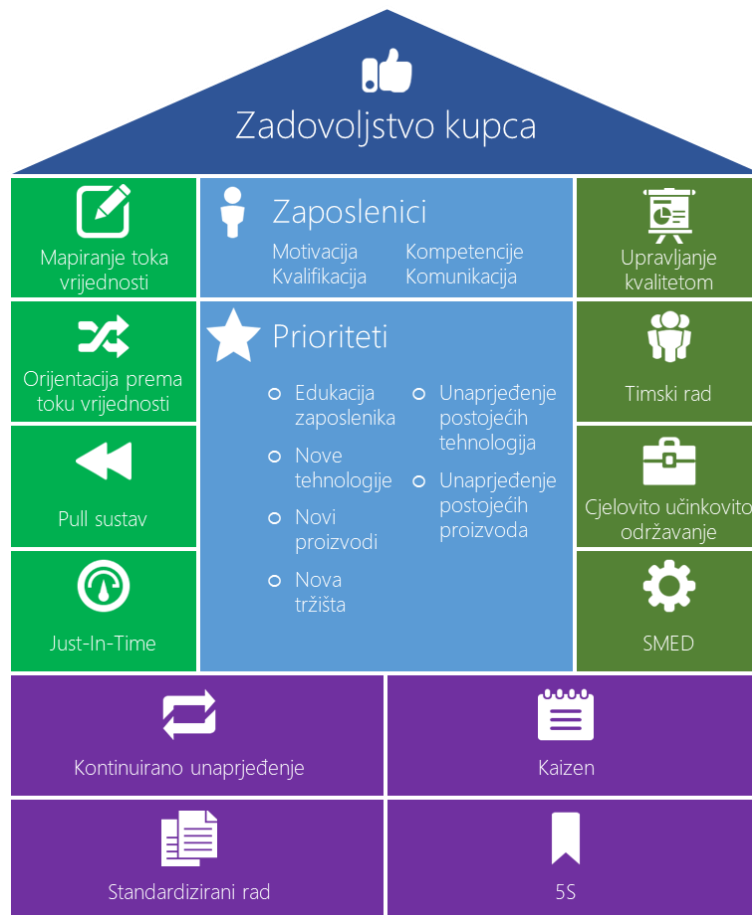 Zadovoljstvo kupca
Mapiranje toka
vrijednosti
Zaposlenici
Motivacija Kompetencije
Kvalifikacija Komunikacija
Upravljanje
kvalitetom
Orijentacija prema
toku vrijednosti
Prioriteti
Edukacija
zaposlenika
Nove
tehnologije
Novi
proizvodi
Nova
tržišta
Unaprjeđenje
postojećih
tehnologija
Unaprjeđenje
postojećih
proizvoda
Timski rad
Pull sustav
Cjelovito učinkovito
održavanje
Just-In-Time
SMED
Kontinuirano unaprjeđenje
Kaizen
Standardizirani rad
5S